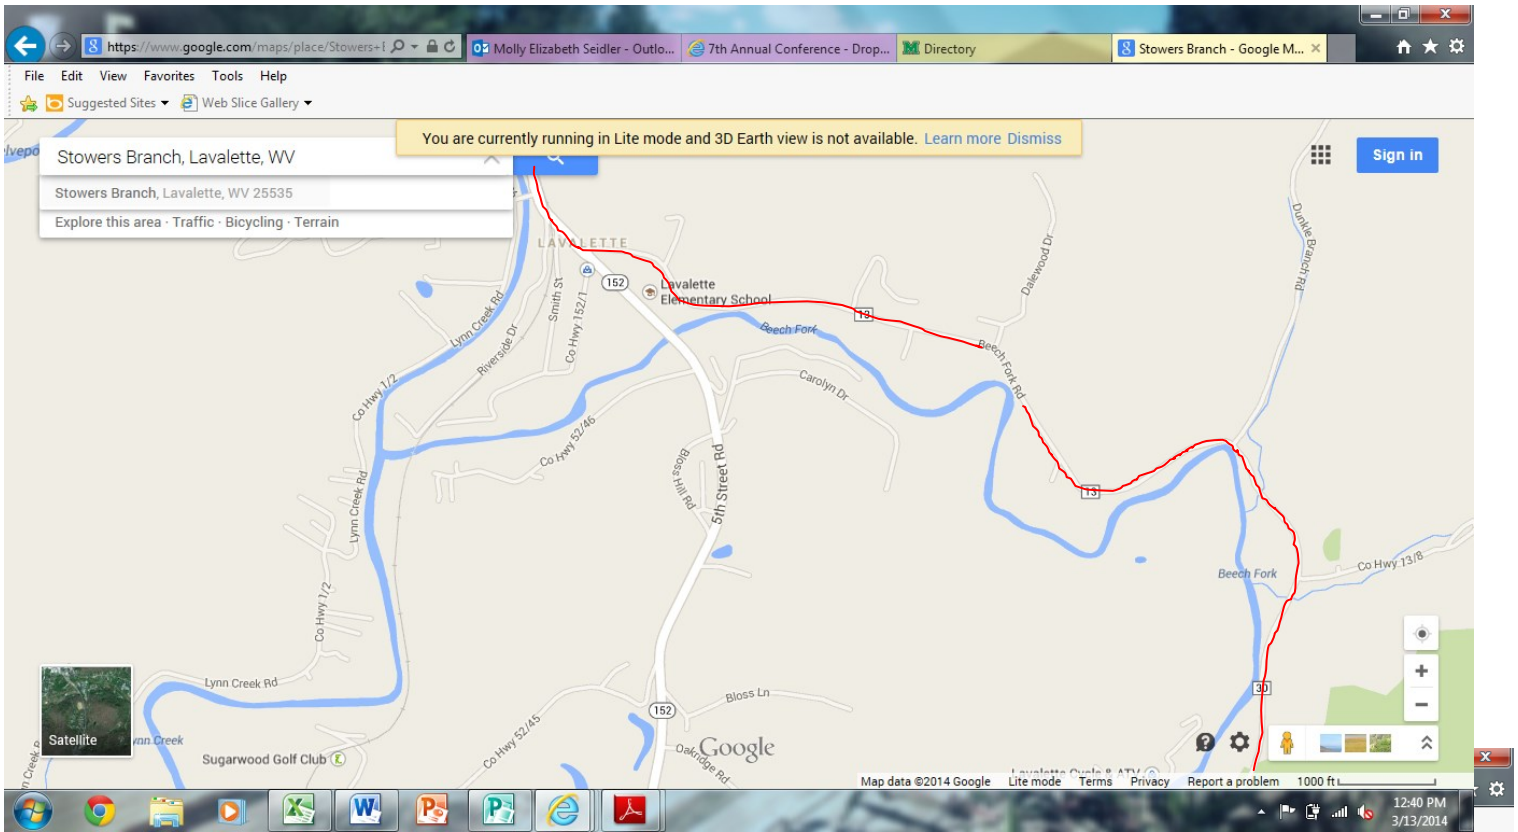 https://www.google.com/maps/place/Stowers+
Molly Elizabeth Seidler - Outlo...
7th Annual Conference - Drop...
Directory
Stowers Branch - Google M...
File Edit View Favorites Tools Help
Suggested Sites
Web Slice Gallery
You are currently running in Lite mode and 3D Earth view is not available. Learn more Dismiss
Stowers Branch, Lavalette, WV
Sign in
Stowers Branch, Lavalette, WV 25535
Explore this area · Traffic · Bicycling · Terrain
LAVALETTE
152
Lavalette
Elementary School
Smith St
Co Hwy 152/1
Lynn Creek Rd
Riverside Dr
Beech Fork
13
Beech Fork Rd
Dalewood Dr
Dunkle Branch Rd
Carolyn Dr
Co Hwy 1/2
Co Hwy 52/46
Bloss Hill Rd
5th Street Rd
Lynn Creek Rd
13
Beech Fork
Co Hwy 13/8
Co Hwy 1/2
Lynn Creek Rd
30
Bloss Ln
152
Co Hwy 52/45
Oakridge Rd
Google
Satellite
Sugarwood Golf Club
Lynn Creek R
Map data ©2014 Google Lite mode Terms Privacy Report a problem 1000 ft
12:40 PM
3/13/2014